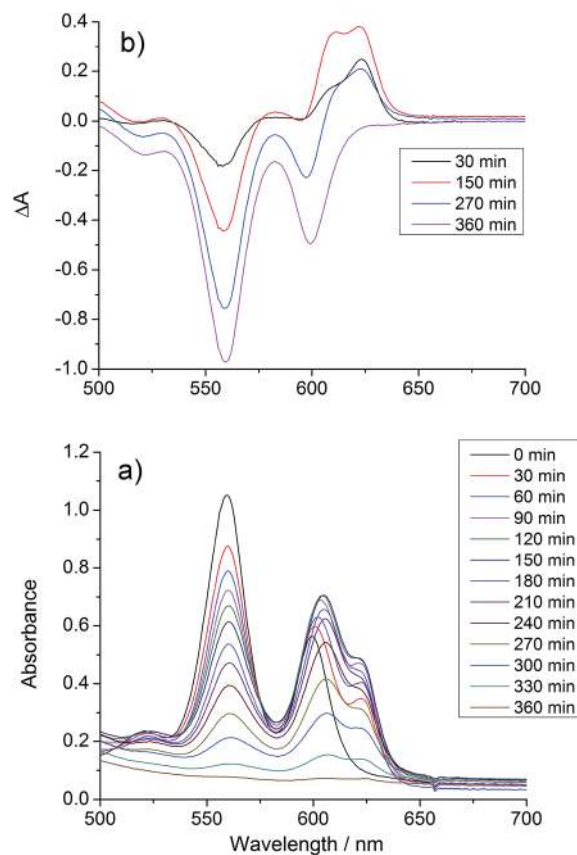 b)
0.4
0.2
0.0
-0.2
-0.4
-0.6
-0.8
-1.0
ΔA
30 min
150 min
270 min
360 min
500 550 600 650 700
a)
1.2
1.0
0.8
0.6
0.4
0.2
0.0
Absorbance
0 min
30 min
60 min
90 min
120 min
150 min
180 min
210 min
240 min
270 min
300 min
330 min
360 min
500 550 600 650 700
Wavelength / nm